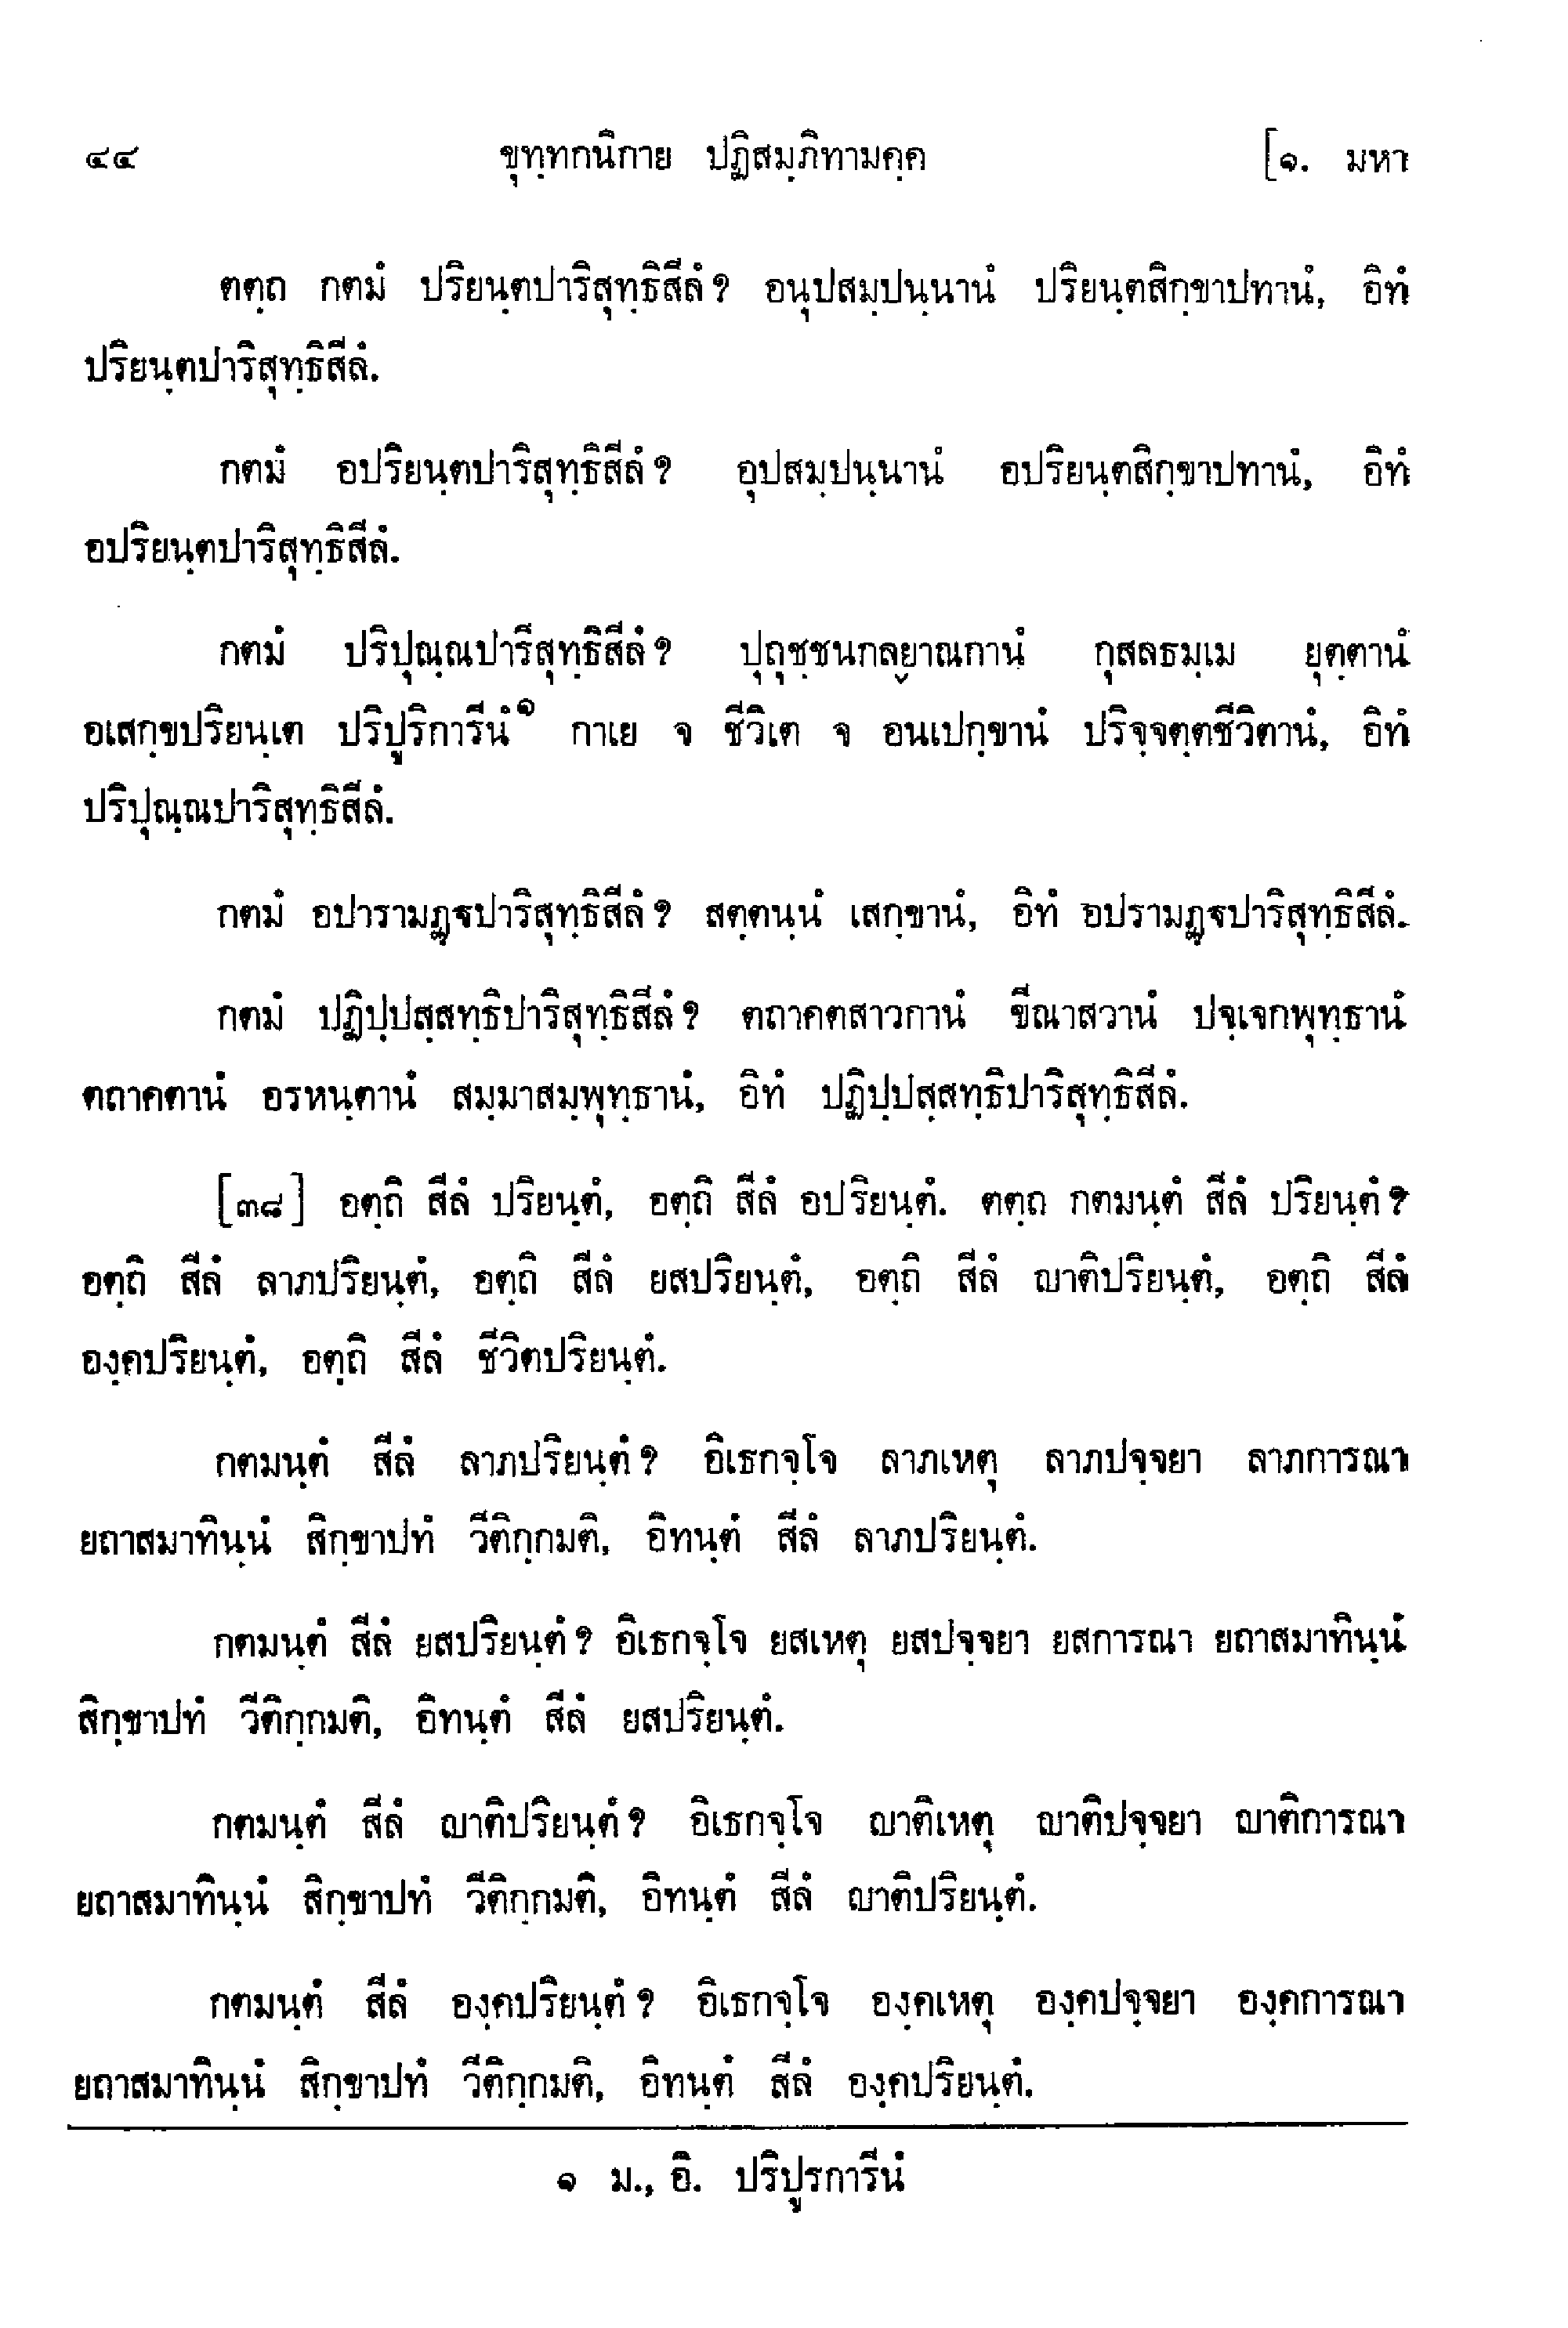 ๔๔ ขุทฺทกนิกาย ปฏิสมฺภิทามคฺค [๑. มหา
ตตฺถ กตมํ ปริยนฺตปาริสุทฺธิสีลํ? อนุปสมฺปนฺนานํ ปริยนฺตสิกฺขาปทานํ, อิทํ
ปริยนฺตปาริสุทฺธิสีลํ.
กตมํ อปริยนฺตปาริสุทฺธิสีลํ? อุปสมฺปนฺนานํ อปริยนฺตสิกฺขาปทานํ, อิทํ
อปริยนฺตปาริสุทฺธิสีลํ.
กตมํ ปริปุณฺณปารีสุทฺธิสีลํ? ปุถุชฺชนกลฺยาณกานํ กุสลธมฺเม ยุตฺตานํ
อเสกฺขปริยนฺเต ปริปูริการีนํ๑ กาเย จ ชีวิเต จ อนเปกฺขานํ ปริจฺจตฺตชีวิตานํ, อิทํ
ปริปุณฺณปาริสุทฺธิสีลํ.
กตมํ อปารามฏฺฐปาริสุทฺธิสีลํ? สตฺตนฺนํ เสกฺขานํ, อิทํ อปรามฏฺฐปาริสุทฺธิสีลํ.
กตมํ ปฏิปฺปสฺสทฺธิปาริสุทฺธิสีลํ? ตถาคตสาวกานํ ขีณาสวานํ ปจฺเจกพุทฺธานํ
ตถาคตานํ อรหนฺตานํ สมฺมาสมฺพุทฺธานํ, อิทํ ปฏิปฺปสฺสทฺธิปาริสุทฺธิสีลํ.
[๓๘] อตฺถิ สีลํ ปริยนฺตํ, อตฺถิ สีลํ อปริยนฺตํ. ตตฺถ กตมนฺตํ สีลํ ปริยนฺตํ?
อตฺถิ สีลํ ลาภปริยนฺตํ, อตฺถิ สีลํ ยสปริยนฺตํ, อตฺถิ สีลํ ญาติปริยนฺตํ, อตฺถิ สีลํ
องฺคปริยนฺตํ, อตฺถิ สีลํ ชีวิตปริยนฺตํ.
กตมนฺตํ สีลํ ลาภปริยนฺตํ? อิเธกจฺโจ ลาภเหตุ ลาภปจฺจยา ลาภการณา
ยถาสมาทินฺนํ สิกฺขาปทํ วีติกฺกมติ, อิทนฺตํ สีลํ ลาภปริยนฺตํ.
กตมนฺตํ สีลํ ยสปริยนฺตํ? อิเธกจฺโจ ยสเหตุ ยสปจฺจยา ยสการณา ยถาสมาทินฺนํ
สิกฺขาปทํ วีติกฺกมติ, อิทนฺตํ สีลํ ยสปริยนฺตํ.
กตมนฺตํ สีลํ ญาติปริยนฺตํ? อิเธกจฺโจ ญาติเหตุ ญาติปจฺจยา ญาติการณา
ยถาสมาทินฺนํ สิกฺขาปทํ วีติกฺกมติ, อิทนฺตํ สีลํ ญาติปริยนฺตํ.
กตมนฺตํ สีลํ องฺคปริยนฺตํ? อิเธกจฺโจ องฺคเหตุ องฺคปจฺจยา องฺคการณา
ยถาสมาทินฺนํ สิกฺขาปทํ วีติกฺกมติ, อิทนฺตํ สีลํ องฺคปริยนฺตํ.
๑ ม., อิ. ปริปูรการีนํ